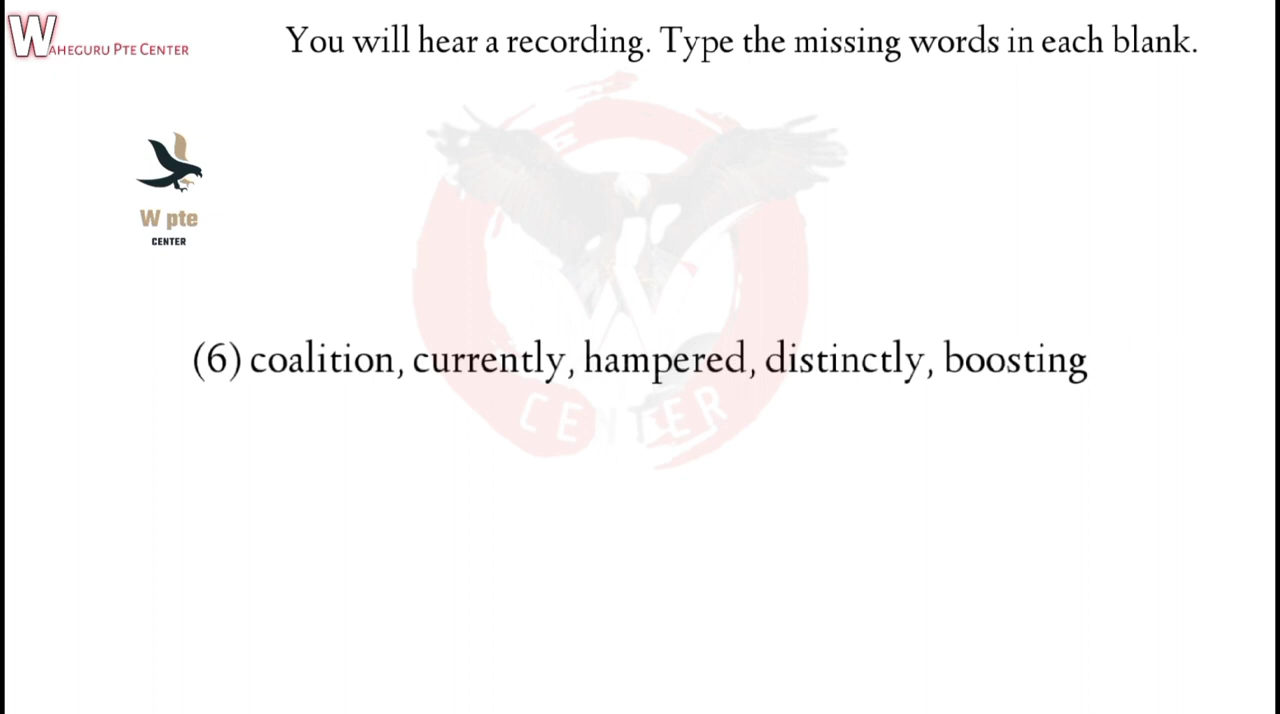 WAHEGURU PTE CENTER
You will hear a recording. Type the missing words in each blank.
W pte
CENTER
(6) coalition, currently, hampered, distinctly, boosting
W
CENTER